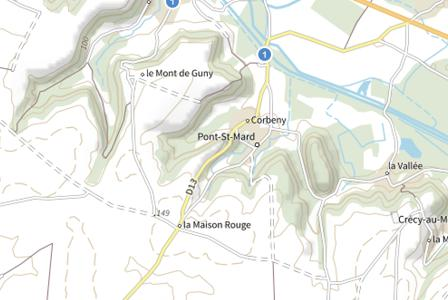 1
100
1
le Mont de Guny
Corbeny
Pont-St-Mard
la Vallée
D13
149
Crécy-au-M
la Maison Rouge
la M